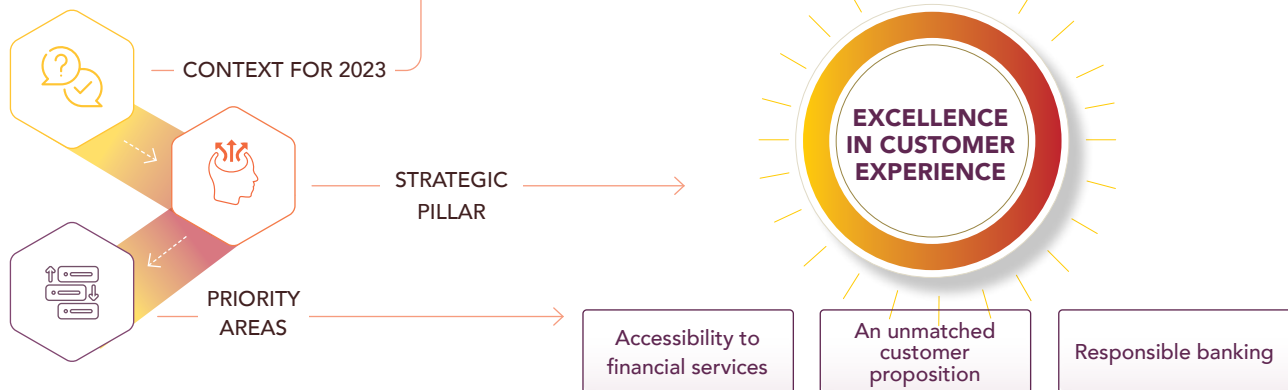 CONTEXT FOR 2023
EXCELLENCE
IN CUSTOMER
EXPERIENCE
STRATEGIC
PILLAR
PRIORITY
AREAS
Accessibility to
financial services
An unmatched
customer
proposition
Responsible banking